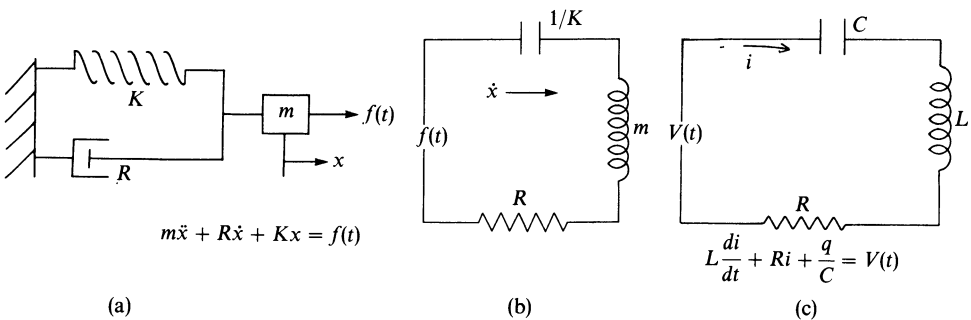 K
m
f(t)
R
x
mẍ + Rẋ + Kx = f(t)
(a)
1/K
ẋ
f(t)
m
R
(b)
C
i
V(t)
L
R
L di/dt + Ri + q/C = V(t)
(c)